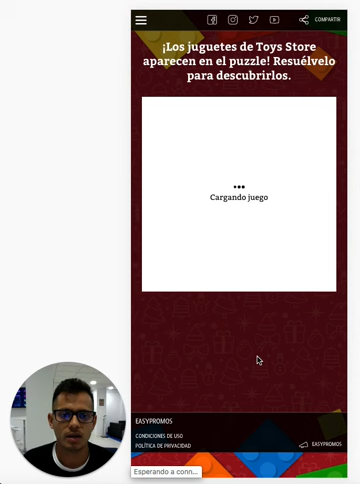 COMPARTIR
¡Los juguetes de Toys Store
aparecen en el puzzle! Resuélvelo
para descubrirlos.
Cargando juego
EASYPROMOS
CONDICIONES DE USO
POLÍTICA DE PRIVACIDAD
EASYPROMOS
Esperando a conn...